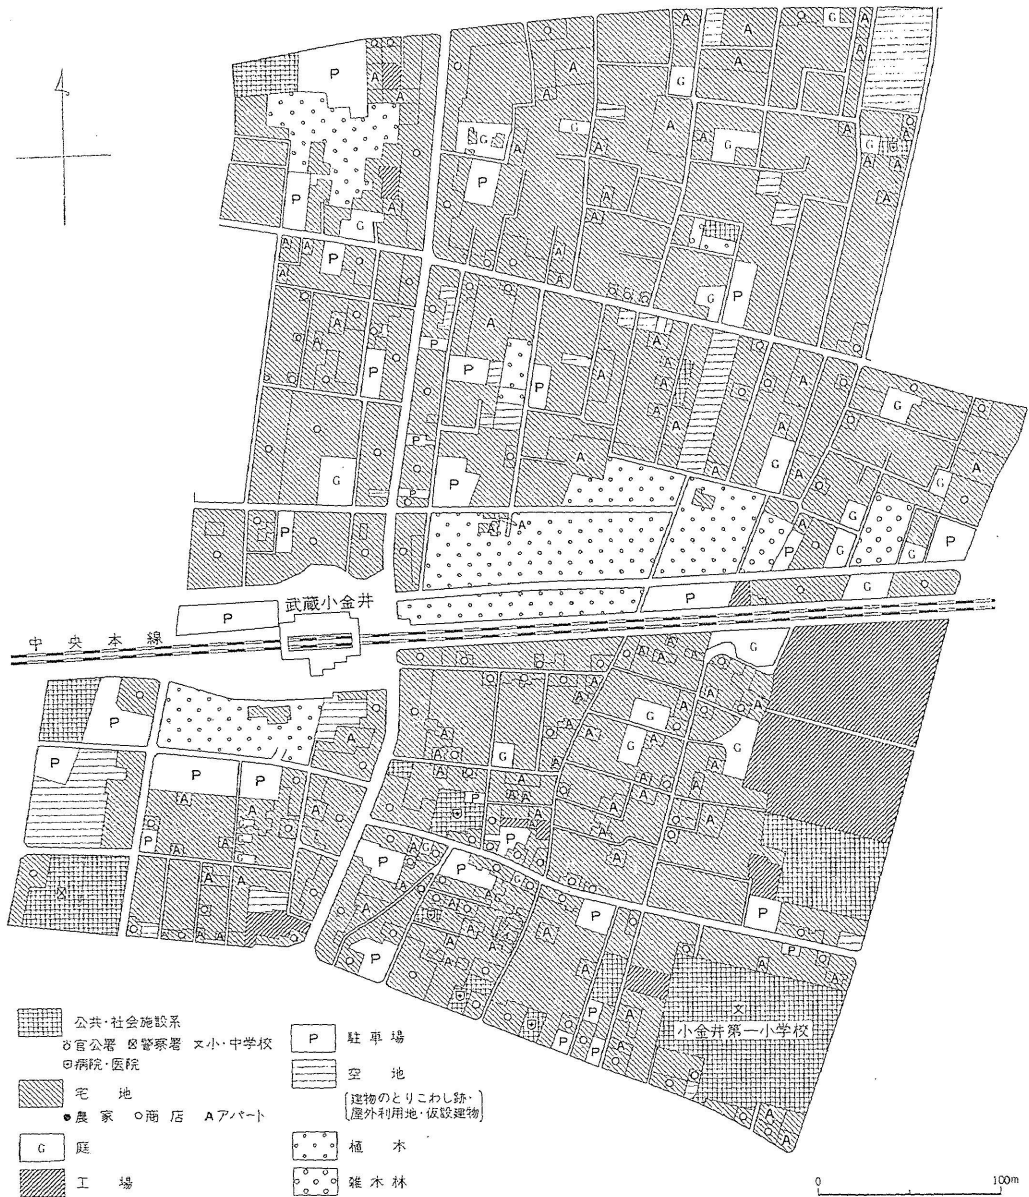 武蔵小金井
中央本線
小金井第一小学校
公共・社会施設系
官公署 警察署 文小・中学校
病院・医院
宅地
農家 商店 Aアパート
G 庭
工場
P 駐車場
空地
建物のとりこわし跡・
屋外利用地・仮設建物
植木
雑木林
0 100m